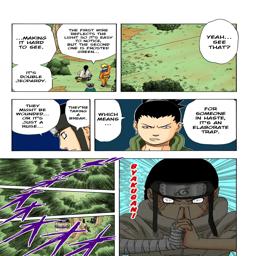 YEAH...
SEE
THAT?
THE FIRST WIRE
REFLECTS THE
LIGHT SO IT'S EASY
TO NOTICE.
BUT THE SECOND
ONE IS FROSTED
GREEN...
...MAKING
IT HARD
TO SEE.
IT'S
DOUBLE
JEOPARDY.
FOR
SOMEONE
IN HASTE,
IT'S AN
ELABORATE
TRAP.
WHICH
MEANS...
THEY'RE
TAKING A
BREAK.
THEY
MIGHT BE
WOUNDED...
OR IT'S
JUST A
RUSE...
BYAKUGAN!